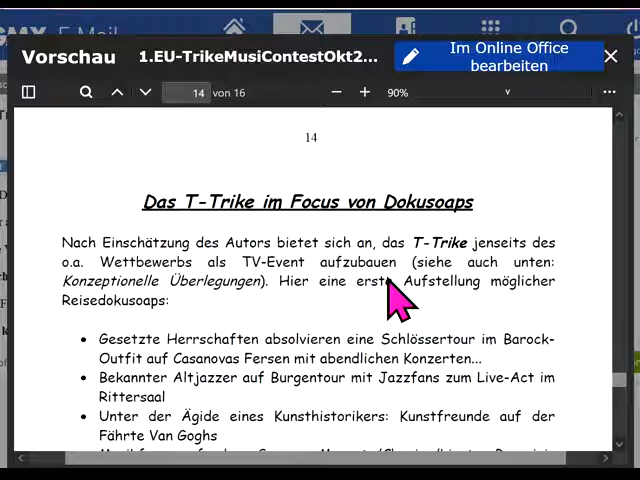 GMX E-Mail
Vorschau 1.EU-TrikeMusiContestOkt2... Im Online Office bearbeiten
14 von 16 90%
14
Das T-Trike im Focus von Dokusoaps
Nach Einschätzung des Autors bietet sich an, das T-Trike jenseits des
o.a. Wettbewerbs als TV-Event aufzubauen (siehe auch unten:
Konzeptionelle Überlegungen). Hier eine erste Aufstellung möglicher
Reisedokusoaps:
• Gesetzte Herrschaften absolvieren eine Schlössertour im Barock-
Outfit auf Casanovas Fersen mit abendlichen Konzerten...
• Bekannter Altjazzer auf Burgentour mit Jazzfans zum Live-Act im
Rittersaal
• Unter der Ägide eines Kunsthistorikers: Kunstfreunde auf der
Fährte Van Goghs